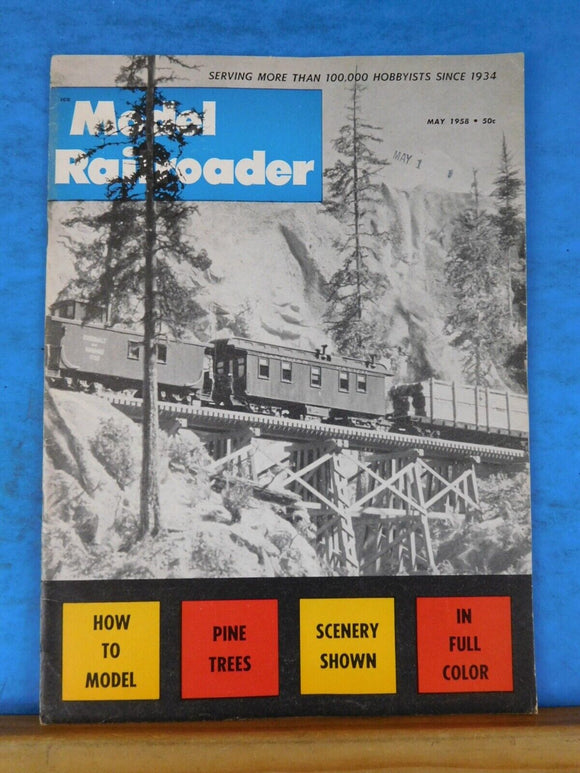 SERVING MORE THAN 100,000 HOBBYISTS SINCE 1934
Model
Railroader
MAY 1958 • 50c
MAY 1
HOW
TO
MODEL
PINE
TREES
SCENERY
SHOWN
IN
FULL
COLOR